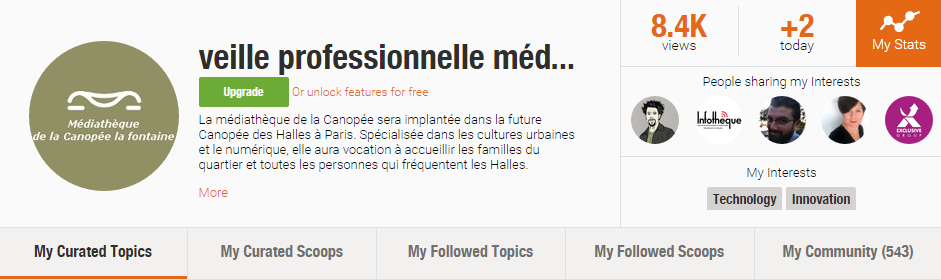 veille professionnelle méd...
Upgrade Or unlock features for free
La médiathèque de la Canopée sera implantée dans la future
Canopée des Halles à Paris. Spécialisée dans les cultures urbaines
et le numérique, elle aura vocation à accueillir les familles du
quartier et toutes les personnes qui fréquentent les Halles.
More
Médiathèque
de la Canopée la fontaine
8.4K
views
+2
today
My Stats
People sharing my Interests
Infothèque
EXCLUSIVE
GROUP
My Interests
Technology Innovation
My Curated Topics
My Curated Scoops
My Followed Topics
My Followed Scoops
My Community (543)